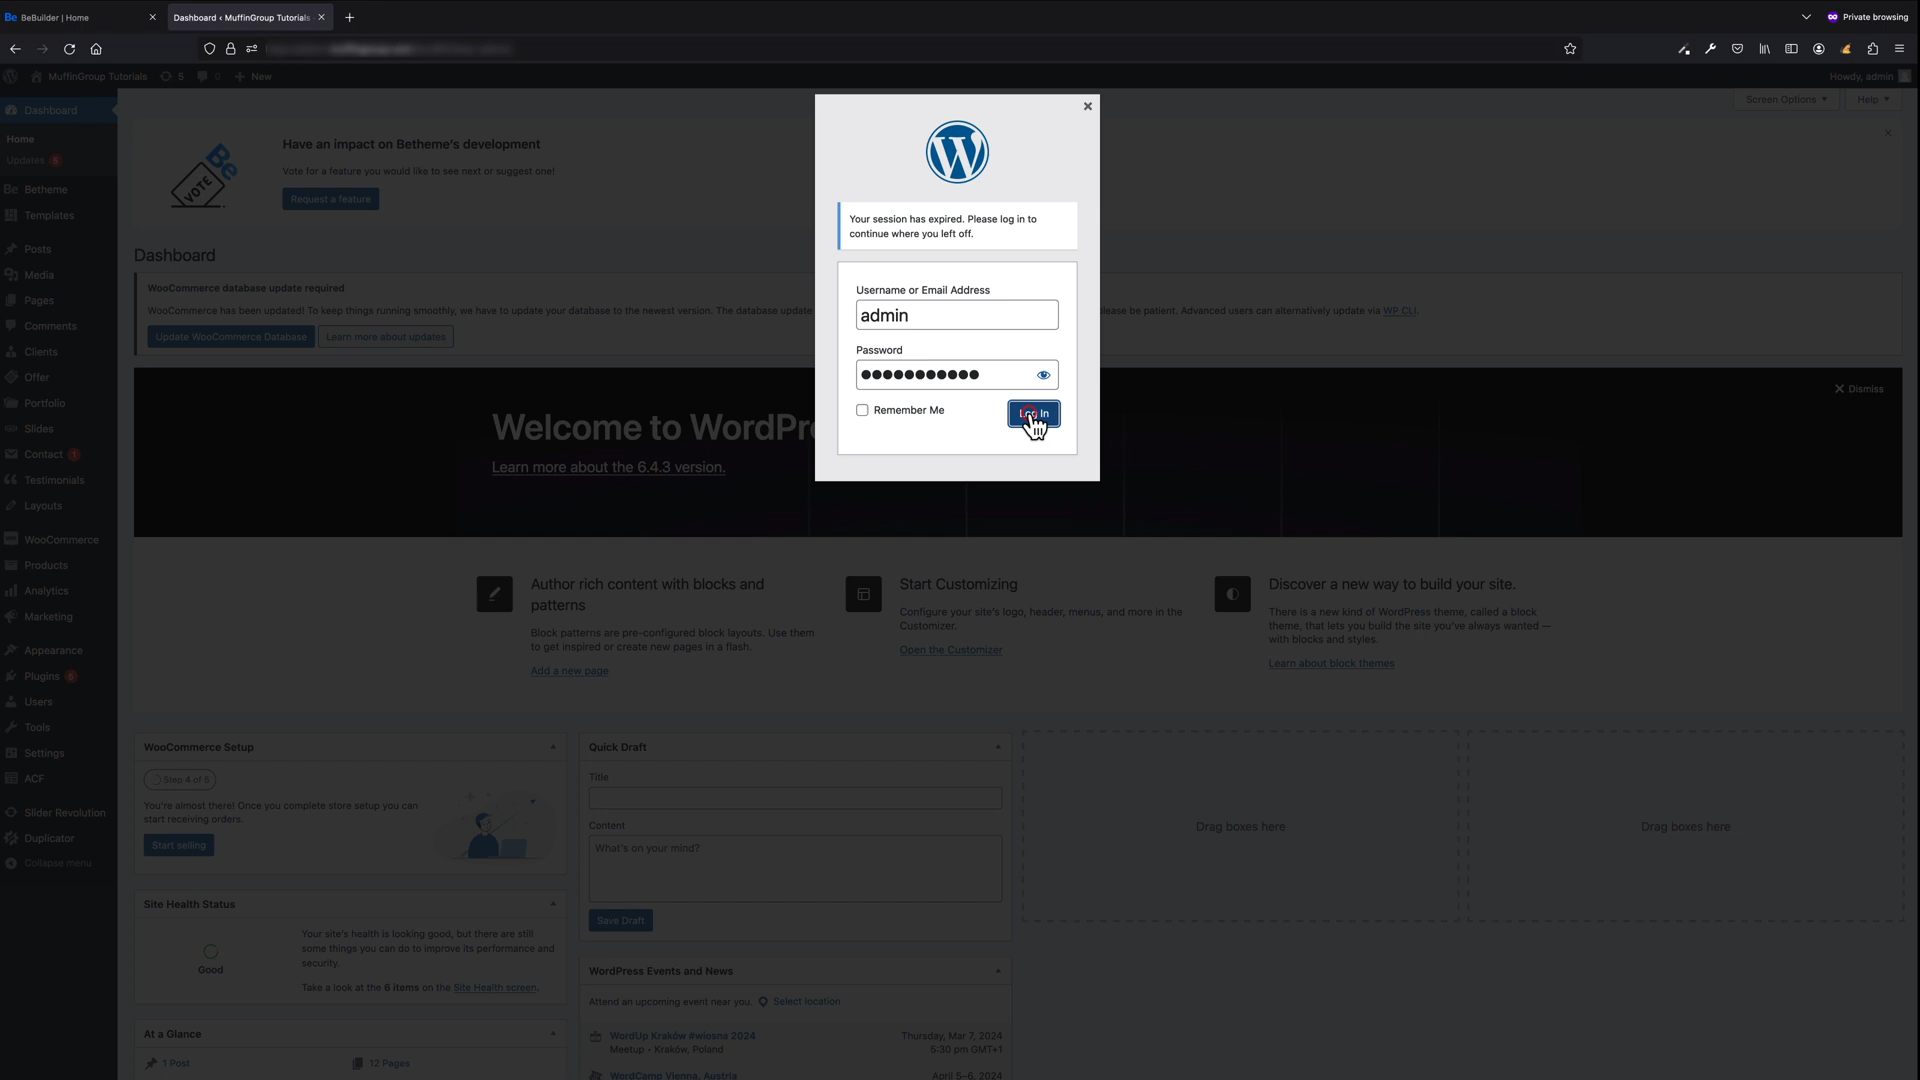 Be BeBuilder | Home
Dashboard ‹ MuffinGroup Tutorials
Private browsing
MuffinGroup Tutorials
5
0
New
Howdy, admin
Screen Options
Help
Dashboard
Home
Updates 5
Be Betheme
Templates
Posts
Media
Pages
Comments
Clients
Offer
Portfolio
Slides
Contact 1
Testimonials
Layouts
WooCommerce
Products
Analytics
Marketing
Appearance
Plugins 5
Users
Tools
Settings
ACF
Slider Revolution
Duplicator
Collapse menu
Be
VOTE
Have an impact on Betheme's development
Vote for a feature you would like to see next or suggest one!
Request a feature
Dashboard
WooCommerce database update required
WooCommerce has been updated! To keep things running smoothly, we have to update your database to the newest version. The database update
please be patient. Advanced users can alternatively update via WP CLI.
Update WooCommerce Database
Learn more about updates
Your session has expired. Please log in to
continue where you left off.
Username or Email Address
admin
Password
Remember Me
Log In
Dismiss
Welcome to WordPr
Learn more about the 6.4.3 version.
Author rich content with blocks and
patterns
Block patterns are pre-configured block layouts. Use them
to get inspired or create new pages in a flash.
Add a new page
Start Customizing
Configure your site's logo, header, menus, and more in the
Customizer.
Open the Customizer
Discover a new way to build your site.
There is a new kind of WordPress theme, called a block
theme, that lets you build the site you've always wanted —
with blocks and styles.
Learn about block themes
WooCommerce Setup
Step 4 of 5
You're almost there! Once you complete store setup you can
start receiving orders.
Start selling
Site Health Status
Good
Your site's health is looking good, but there are still
some things you can do to improve its performance and
security.
Take a look at the 6 items on the Site Health screen.
At a Glance
1 Post
12 Pages
Quick Draft
Title
Content
What's on your mind?
Save Draft
WordPress Events and News
Attend an upcoming event near you.
Select location
WordUp Kraków #wiosna 2024
Meetup • Kraków, Poland
Thursday, Mar 7, 2024
5:30 pm GMT+1
WordCamp Vienna, Austria
April 5–6, 2024
Drag boxes here
Drag boxes here